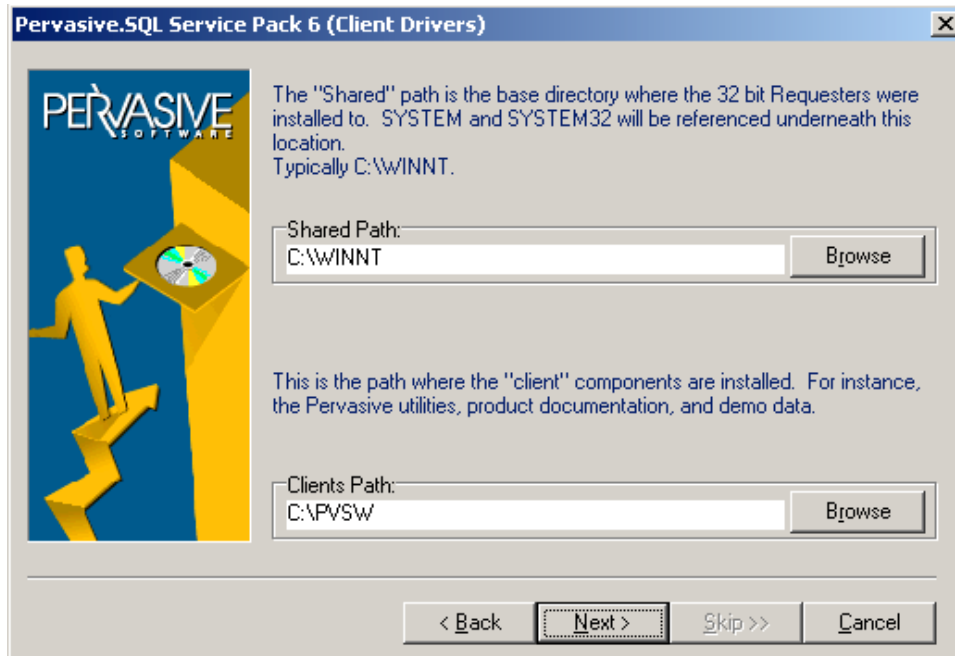 Pervasive.SQL Service Pack 6 (Client Drivers)
PERVASIVE
SOFTWARE
The "Shared" path is the base directory where the 32 bit Requesters were
installed to.  SYSTEM and SYSTEM32 will be referenced underneath this
location.
Typically C:\WINNT.
Shared Path:
C:\WINNT
Browse
This is the path where the "client" components are installed.  For instance,
the Pervasive utilities, product documentation, and demo data.
Clients Path:
C:\PVSW
Browse
< Back
Next >
Skip >>
Cancel